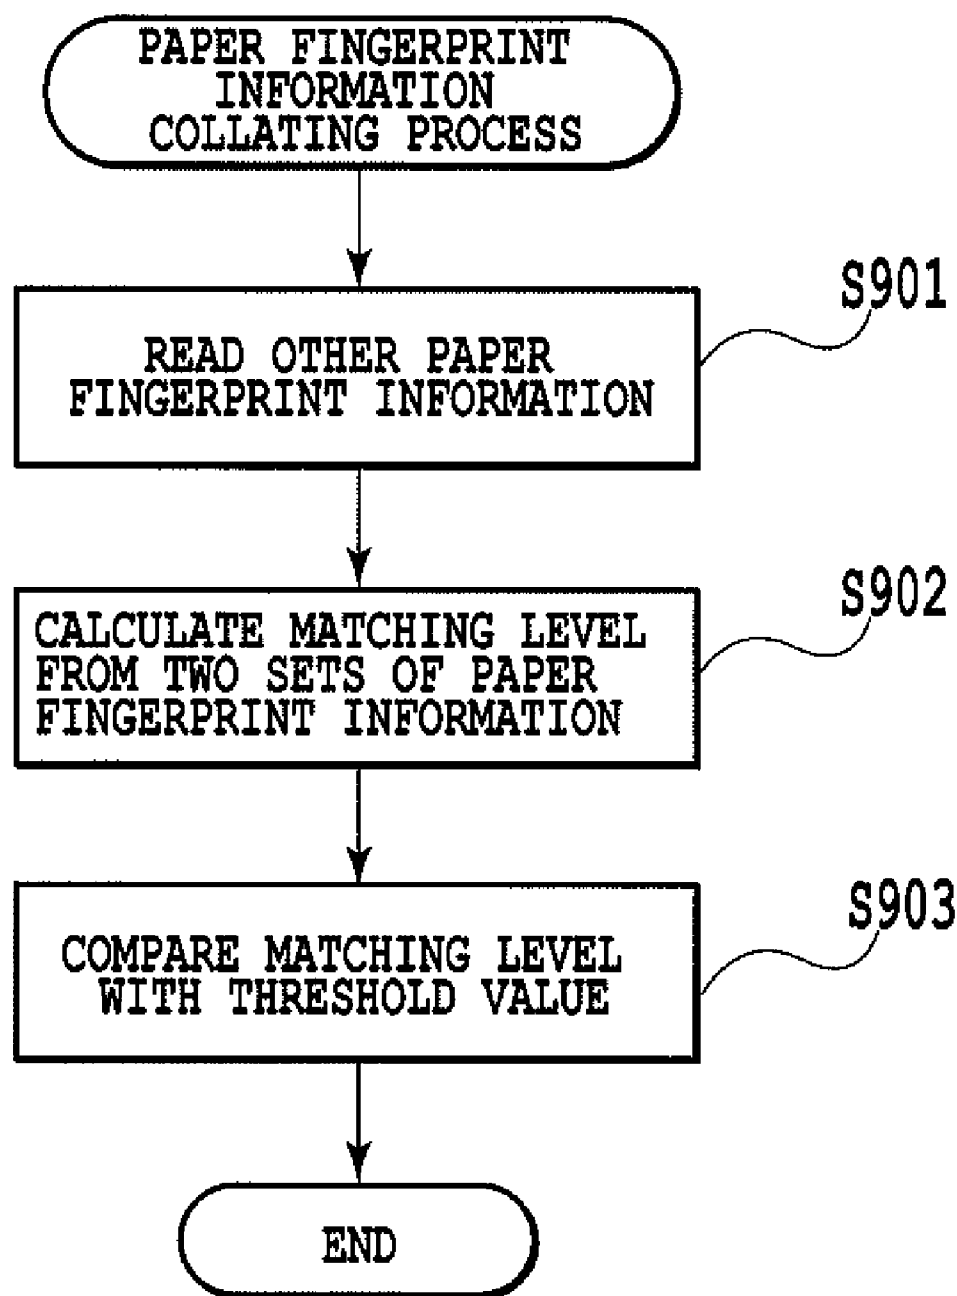 PAPER FINGERPRINT
INFORMATION
COLLATING PROCESS
S901
READ OTHER PAPER
FINGERPRINT INFORMATION
S902
CALCULATE MATCHING LEVEL
FROM TWO SETS OF PAPER
FINGERPRINT INFORMATION
S903
COMPARE MATCHING LEVEL
WITH THRESHOLD VALUE
END